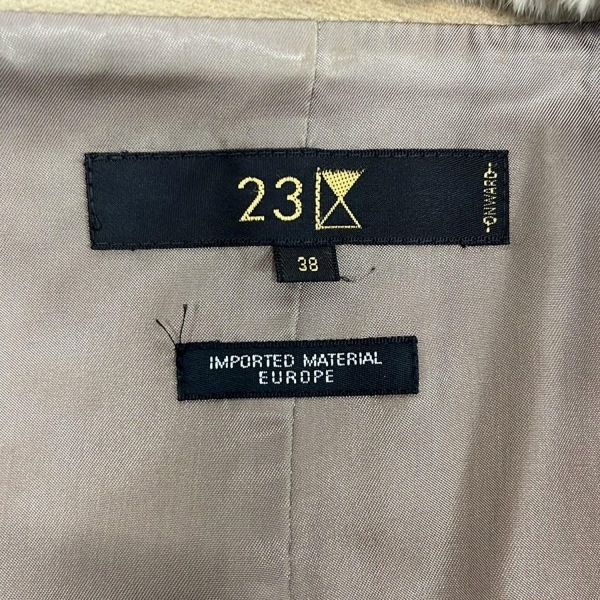 23
-ONWARD-
38
IMPORTED MATERIAL
EUROPE